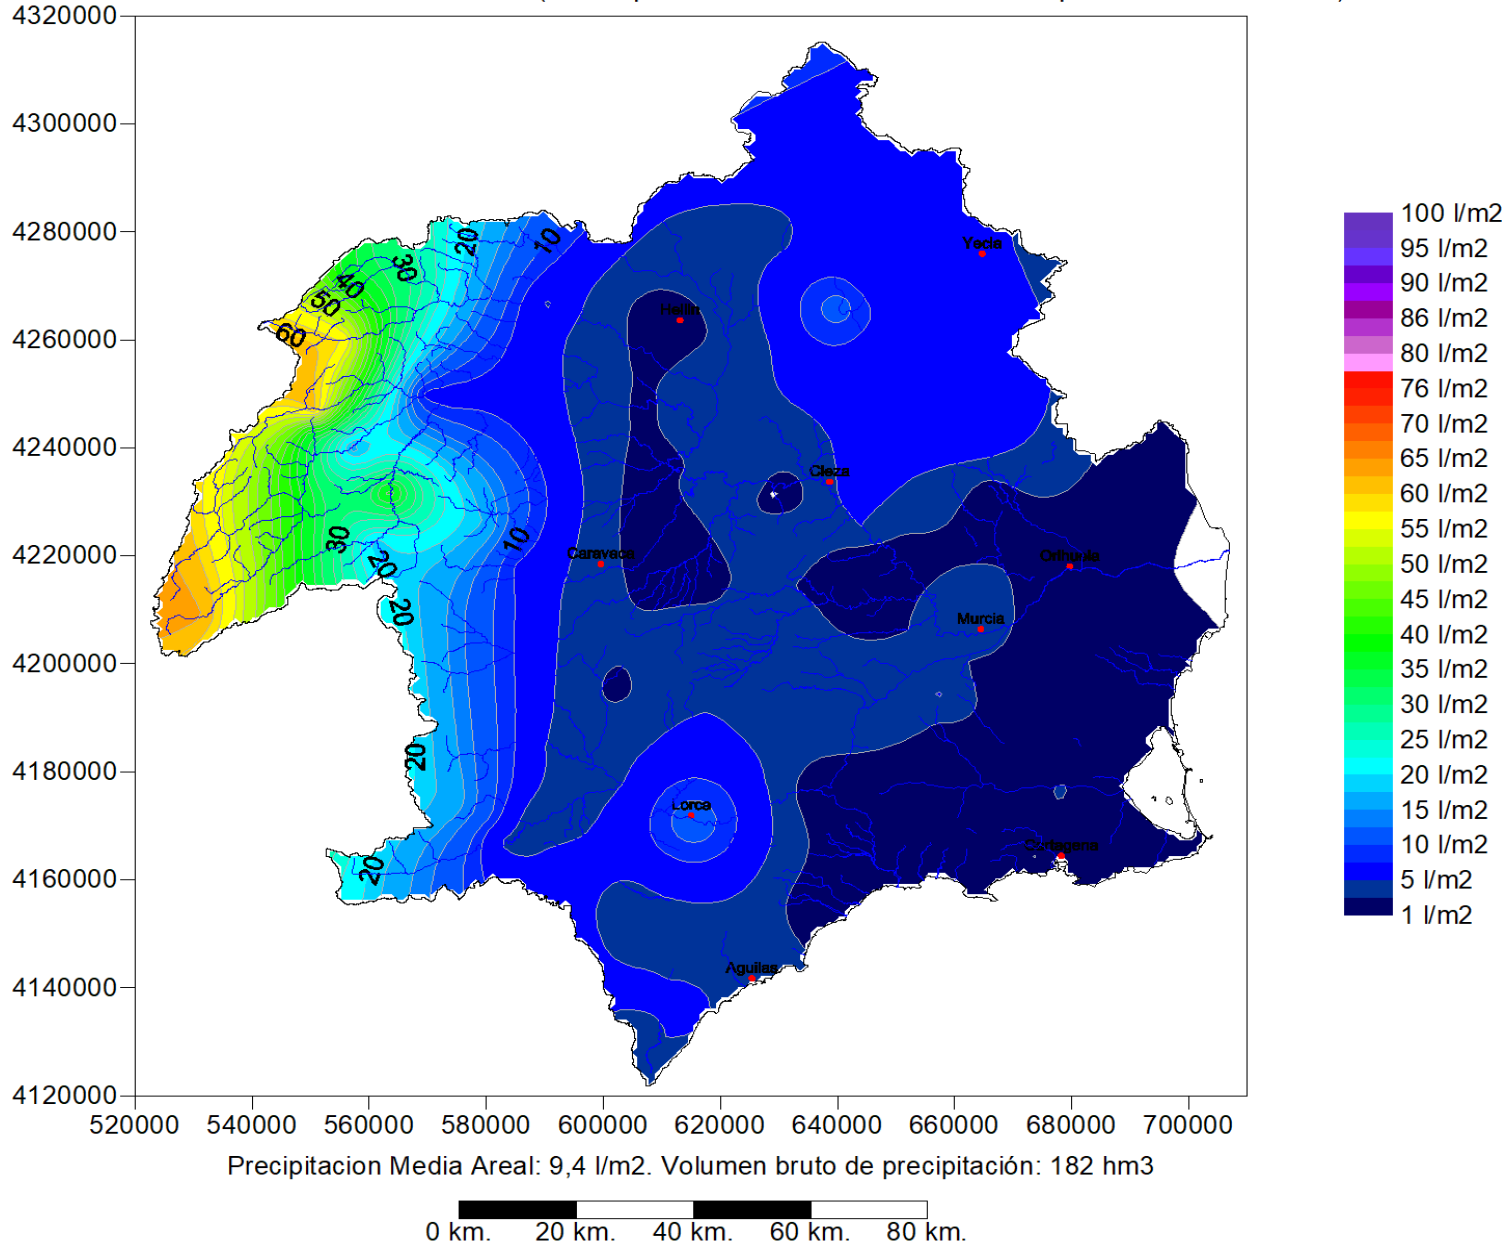 4320000
4300000
4280000
4260000
4240000
4220000
4200000
4180000
4160000
4140000
4120000
520000 540000 560000 580000 600000 620000 640000 660000 680000 700000
20
10
30
40
50
60
Yecla
Hellin
Cieza
10
30
20
Caravaca
Orihuela
20
Murcia
20
Lorca
Cartagena
20
Aguilas
100 l/m2
95 l/m2
90 l/m2
86 l/m2
80 l/m2
76 l/m2
70 l/m2
65 l/m2
60 l/m2
55 l/m2
50 l/m2
45 l/m2
40 l/m2
35 l/m2
30 l/m2
25 l/m2
20 l/m2
15 l/m2
10 l/m2
5 l/m2
1 l/m2
Precipitacion Media Areal: 9,4 l/m2. Volumen bruto de precipitación: 182 hm3
0 km. 20 km. 40 km. 60 km. 80 km.